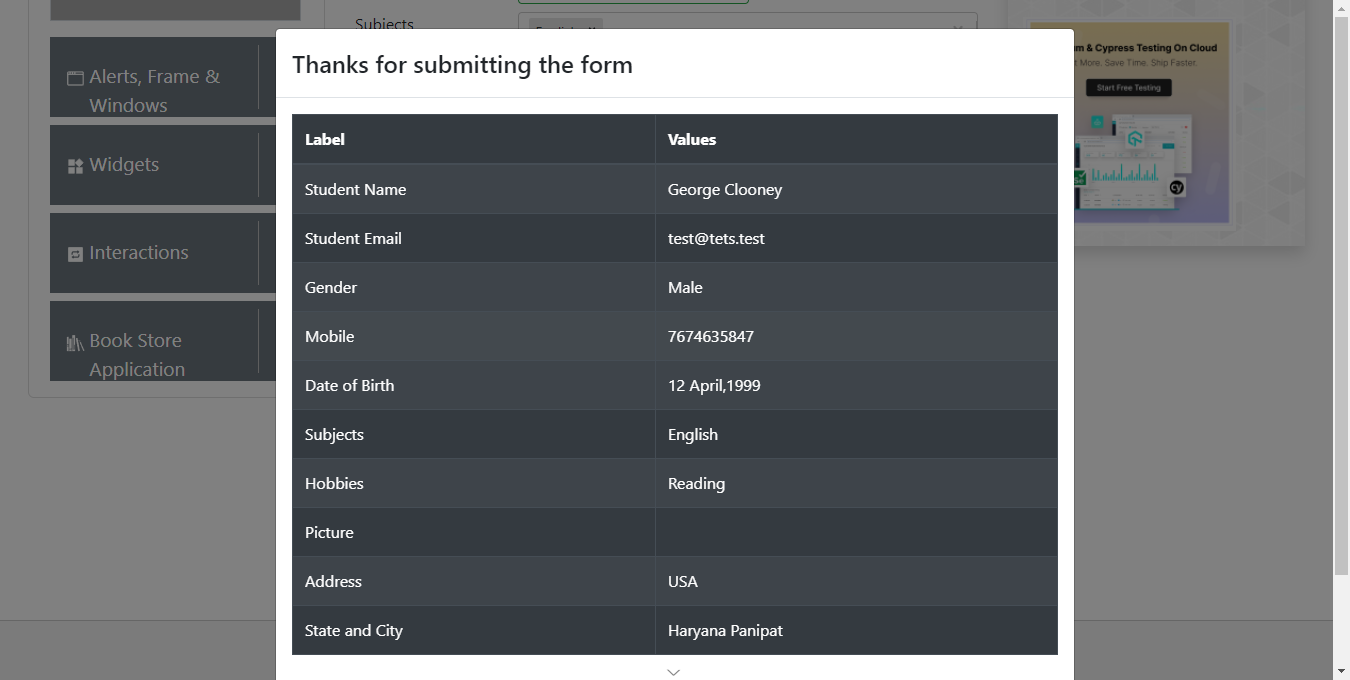 Subjects
Alerts, Frame &
Windows
Widgets
Interactions
Book Store
Application
Thanks for submitting the form
Label Values
Student Name George Clooney
Student Email test@tets.test
Gender Male
Mobile 7674635847
Date of Birth 12 April,1999
Subjects English
Hobbies Reading
Picture
Address USA
State and City Haryana Panipat
& Cypress Testing On Cloud
More. Save Time. Ship Faster.
Start Free Testing
cy